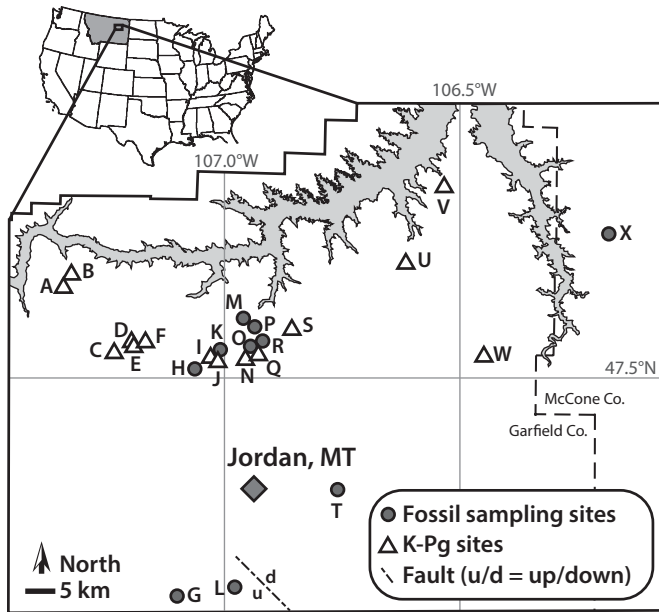 106.5°W
107.0°W
V
X
B
A
U
M
D
F
K
P
S
O
R
C
E
I
W
H
J
N
Q
47.5°N
McCone Co.
Garfield Co.
Jordan, MT
T
Fossil sampling sites
K-Pg sites
Fault (u/d = up/down)
North
5 km
d
u
L
G